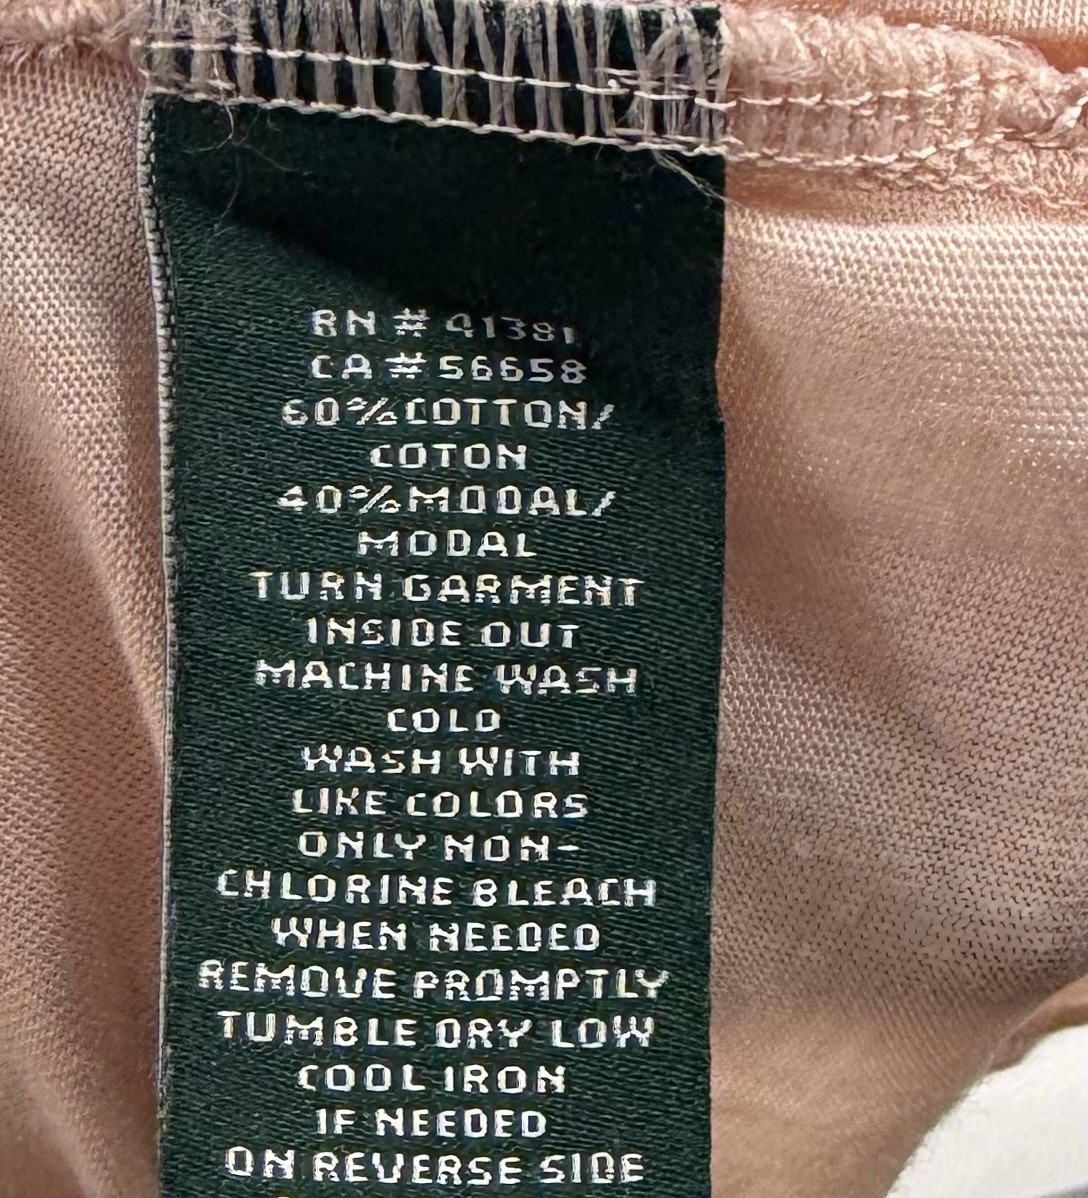 RN # 41381
CA # 56658
60% COTTON/
COTON
40% MODAL/
MODAL
TURN GARMENT
INSIDE OUT
MACHINE WASH
COLD
WASH WITH
LIKE COLORS
ONLY NON-
CHLORINE BLEACH
WHEN NEEDED
REMOVE PROMPTLY
TUMBLE DRY LOW
COOL IRON
IF NEEDED
ON REVERSE SIDE